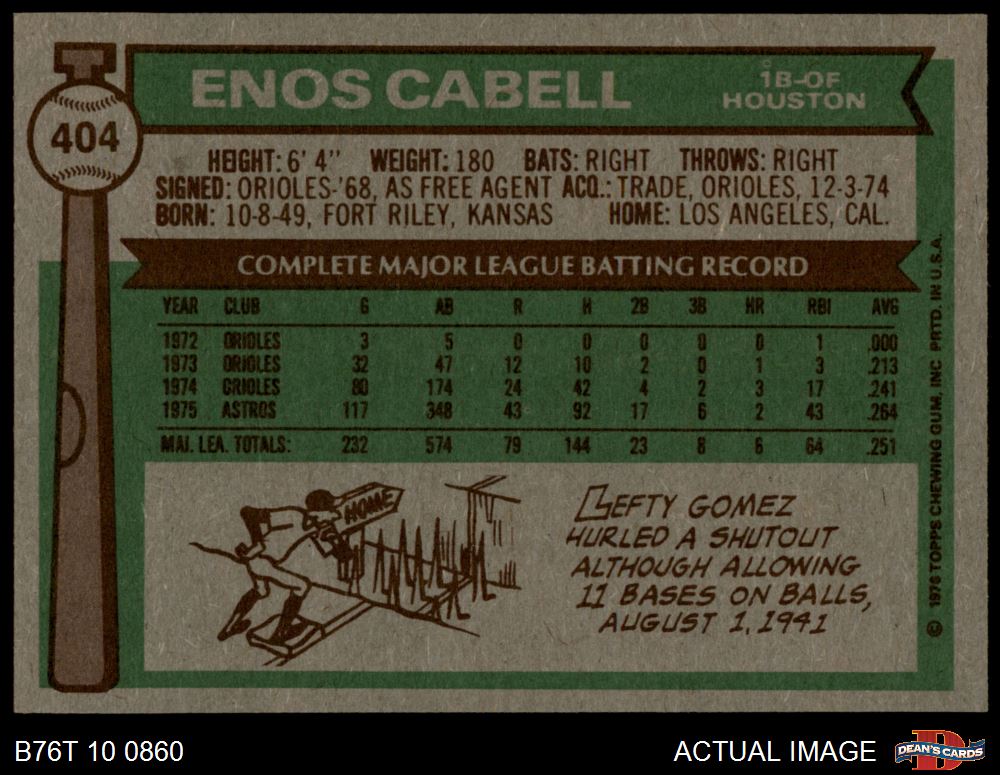 ENOS CABELL
1B-OF
HOUSTON
404
HEIGHT: 6' 4" WEIGHT: 180 BATS: RIGHT THROWS: RIGHT
SIGNED: ORIOLES-'68, AS FREE AGENT ACQ.: TRADE, ORIOLES, 12-3-74
BORN: 10-8-49, FORT RILEY, KANSAS HOME: LOS ANGELES, CAL.
COMPLETE MAJOR LEAGUE BATTING RECORD
YEAR CLUB G AB R H 2B 3B HR RBI AVG
1972 ORIOLES 3 5 0 0 0 0 0 1 .000
1973 ORIOLES 32 47 12 10 2 0 1 3 .213
1974 ORIOLES 80 174 24 42 4 2 3 17 .241
1975 ASTROS 117 348 43 92 17 6 2 43 .264
MAJ. LEA. TOTALS: 232 574 79 144 23 8 6 64 .251
HOME
LEFTY GOMEZ
HURLED A SHUTOUT
ALTHOUGH ALLOWING
11 BASES ON BALLS,
AUGUST 1, 1941
© 1976 TOPPS CHEWING GUM, INC PRTD. IN U.S.A.
B76T 10 0860
ACTUAL IMAGE
D
DEAN'S CARDS